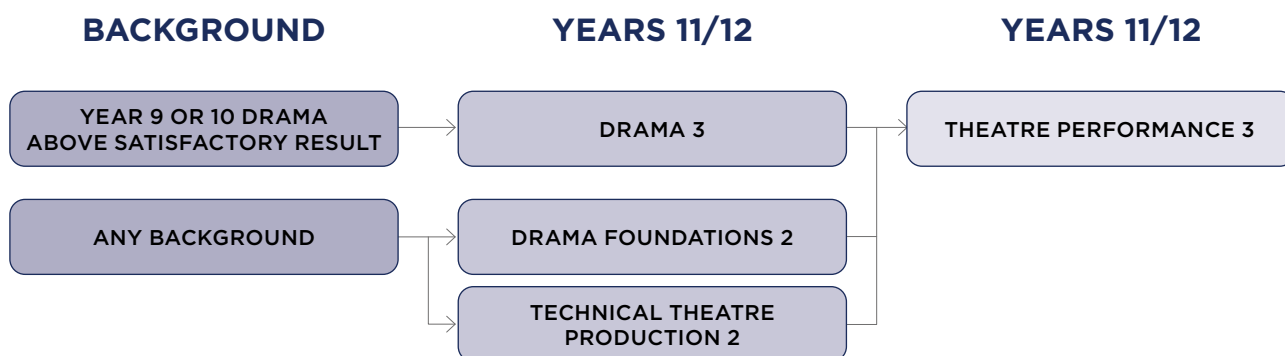 BACKGROUND
YEARS 11/12
YEARS 11/12
YEAR 9 OR 10 DRAMA
ABOVE SATISFACTORY RESULT
DRAMA 3
THEATRE PERFORMANCE 3
ANY BACKGROUND
DRAMA FOUNDATIONS 2
TECHNICAL THEATRE
PRODUCTION 2